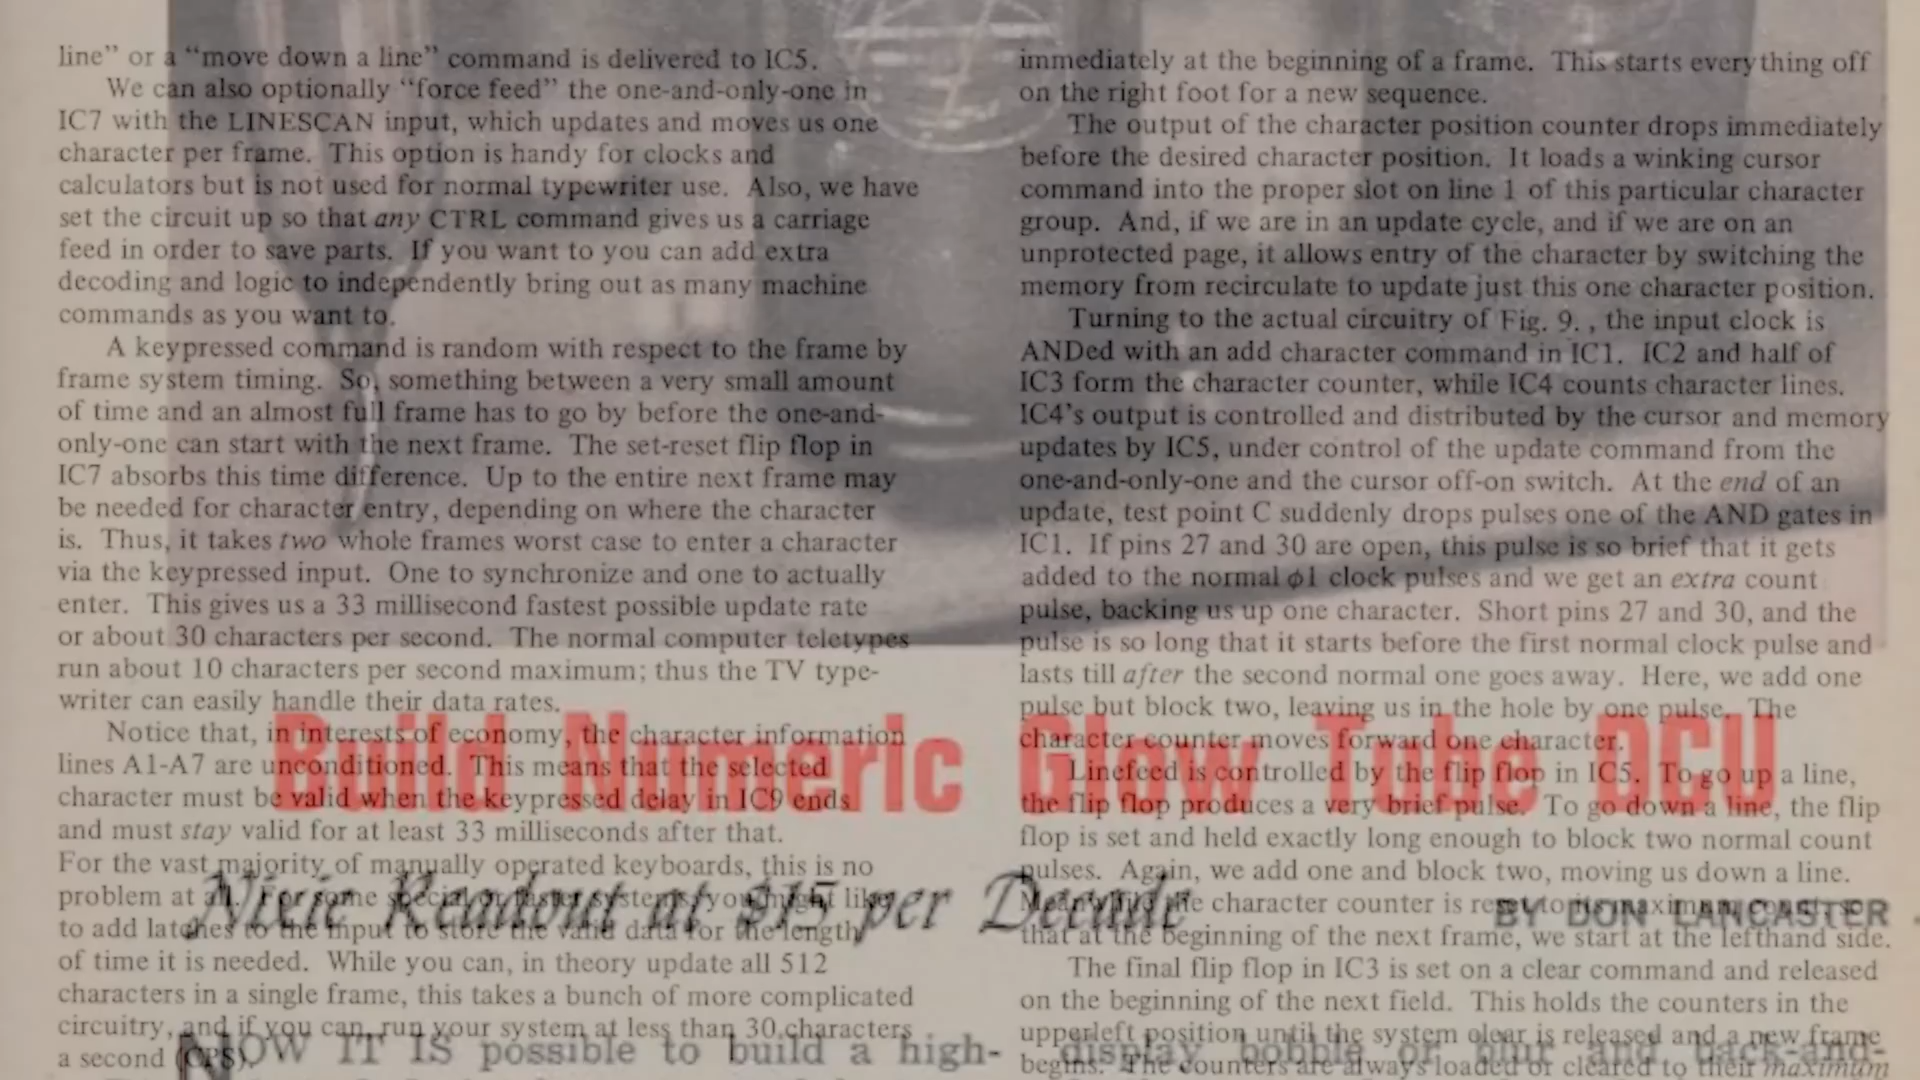 line” or a “move down a line” command is delivered to IC5.
We can also optionally “force feed” the one-and-only-one in
IC7 with the LINESCAN input, which updates and moves us one
character per frame. This option is handy for clocks and
calculators but is not used for normal typewriter use. Also, we have
set the circuit up so that any CTRL command gives us a carriage
feed in order to save parts. If you want to you can add extra
decoding and logic to independently bring out as many machine
commands as you want to.
A keypressed command is random with respect to the frame by
frame system timing. So, something between a very small amount
of time and an almost full frame has to go by before the one-and-
only-one can start with the next frame. The set-reset flip flop in
IC7 absorbs this time difference. Up to the entire next frame may
be needed for character entry, depending on where the character
is. Thus, it takes two whole frames worst case to enter a character
via the keypressed input. One to synchronize and one to actually
enter. This gives us a 33 millisecond fastest possible update rate
or about 30 characters per second. The normal computer teletypes
run about 10 characters per second maximum; thus the TV type-
writer can easily handle their data rates.
Notice that, in interests of economy, the character information
lines A1-A7 are unconditioned. This means that the selected
character must be valid when the keypressed delay in IC9 ends
and must stay valid for at least 33 milliseconds after that.
For the vast majority of manually operated keyboards, this is no
problem at all. For some special or faster systems, you might like
to add latches to the input to store the valid data for the length
of time it is needed. While you can, in theory update all 512
characters in a single frame, this takes a bunch of more complicated
circuitry, and if you can, run your system at less than 30 characters
a second (CPS).
immediately at the beginning of a frame. This starts everything off
on the right foot for a new sequence.
The output of the character position counter drops immediately
before the desired character position. It loads a winking cursor
command into the proper slot on line 1 of this particular character
group. And, if we are in an update cycle, and if we are on an
unprotected page, it allows entry of the character by switching the
memory from recirculate to update just this one character position.
Turning to the actual circuitry of Fig. 9. , the input clock is
ANDed with an add character command in IC1. IC2 and half of
IC3 form the character counter, while IC4 counts character lines.
IC4’s output is controlled and distributed by the cursor and memory
updates by IC5, under control of the update command from the
one-and-only-one and the cursor off-on switch. At the end of an
update, test point C suddenly drops pulses one of the AND gates in
IC1. If pins 27 and 30 are open, this pulse is so brief that it gets
added to the normal ϕ1 clock pulses and we get an extra count
pulse, backing us up one character. Short pins 27 and 30, and the
pulse is so long that it starts before the first normal clock pulse and
lasts till after the second normal one goes away. Here, we add one
pulse but block two, leaving us in the hole by one pulse. The
character counter moves forward one character.
Linefeed is controlled by the flip flop in IC5. To go up a line,
the flip flop produces a very brief pulse. To go down a line, the flip
flop is set and held exactly long enough to block two normal count
pulses. Again, we add one and block two, moving us down a line.
Meanwhile the character counter is
that at the beginning of the next frame, we start at the lefthand side.
The final flip flop in IC3 is set on a clear command and released
on the beginning of the next field. This holds the counters in the
upperleft position until the system clear is released and a new frame
begins. The counters are always loaded or cleared to their maximum
Build Numeric Glow Tube DCU
Nixie Readout at $15 per Decade
BY DON LANCASTER
NOW IT IS possible to build a high-
display bobble or blur and back-and-